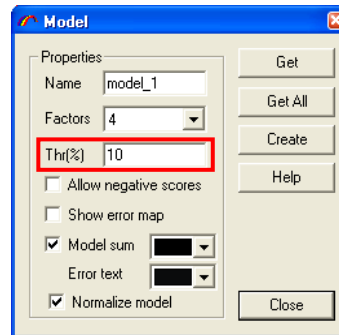 Model
Properties
Name model_1
Factors 4
Thr(%) 10
Allow negative scores
Show error map
Model sum
Error text
Normalize model
Get
Get All
Create
Help
Close